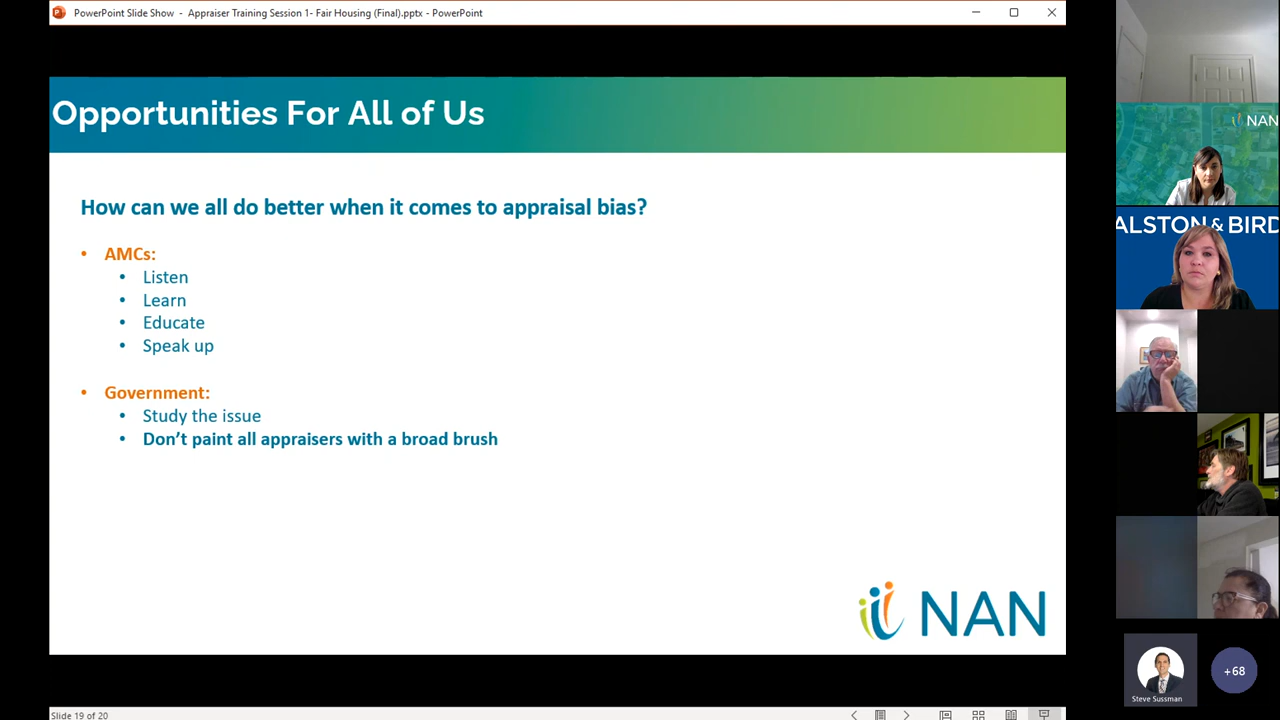 PowerPoint Slide Show - Appraiser Training Session 1- Fair Housing (Final).pptx - PowerPoint
Opportunities For All of Us
How can we all do better when it comes to appraisal bias?
• AMCs:
• Listen
• Learn
• Educate
• Speak up
• Government:
• Study the issue
• Don't paint all appraisers with a broad brush
NAN
Slide 19 of 20
NAN
ALSTON & BIRD
Steve Sussman
+68